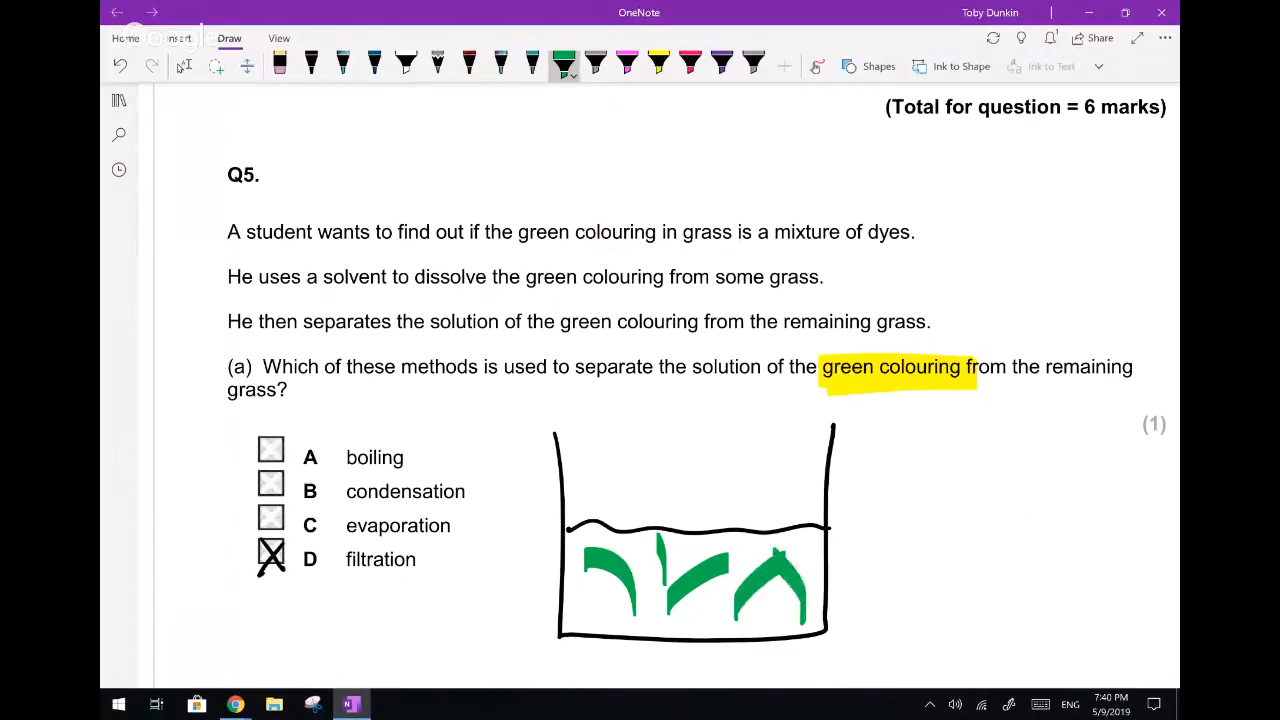 OneNote
Toby Dunkin
Home Insert Draw View
Google
Share
Shapes
Ink to Shape
Ink to Text
(Total for question = 6 marks)
Q5.
A student wants to find out if the green colouring in grass is a mixture of dyes.
He uses a solvent to dissolve the green colouring from some grass.
He then separates the solution of the green colouring from the remaining grass.
(a) Which of these methods is used to separate the solution of the green colouring from the remaining
grass?
(1)
A boiling
B condensation
C evaporation
D filtration
ENG
7:40 PM
5/9/2019